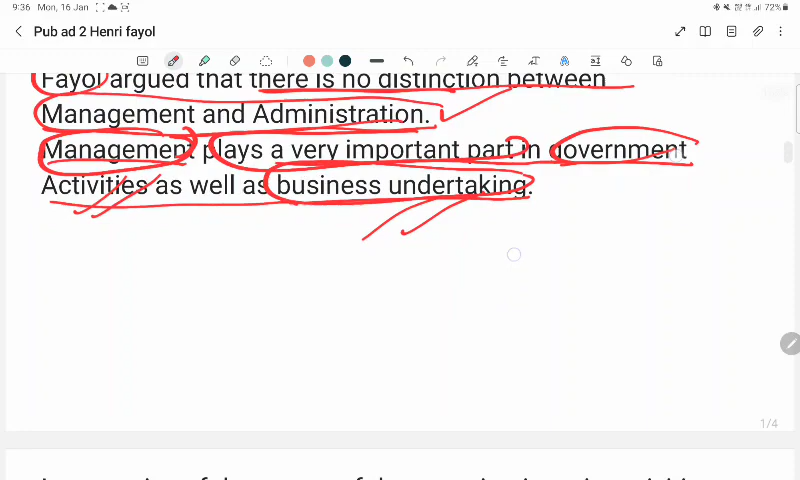 9:36 Mon, 16 Jan 72%
Pub ad 2 Henri fayol
Fayol argued that there is no distinction between
Management and Administration.
Management plays a very important part in government
Activities as well as business undertaking.
1/4